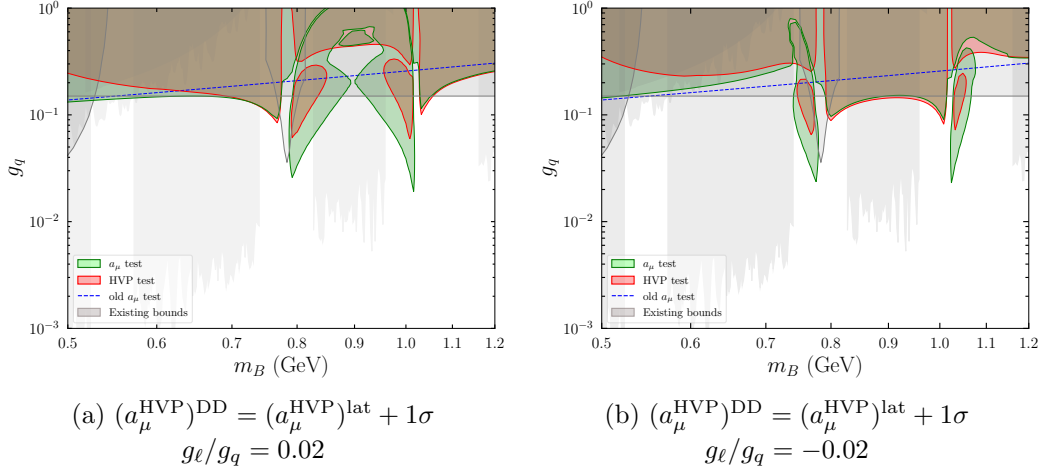 10⁰
10⁻¹
10⁻²
10⁻³
g_q
a_μ test
HVP test
old a_μ test
Existing bounds
0.5 0.6 0.7 0.8 0.9 1.0 1.1 1.2
m_B (GeV)
(a) (a_μ^HVP)^DD = (a_μ^HVP)^lat + 1σ
g_ℓ/g_q = 0.02
10⁰
10⁻¹
10⁻²
10⁻³
g_q
a_μ test
HVP test
old a_μ test
Existing bounds
0.5 0.6 0.7 0.8 0.9 1.0 1.1 1.2
m_B (GeV)
(b) (a_μ^HVP)^DD = (a_μ^HVP)^lat + 1σ
g_ℓ/g_q = −0.02